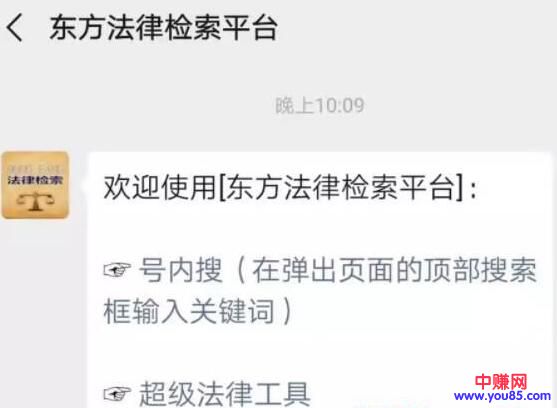 东方法律检索平台
晚上10:09
法律检索
欢迎使用[东方法律检索平台]：
☞ 号内搜（在弹出页面的顶部搜索
框输入关键词）
☞ 超级法律工具
中赚网
www.you85.com